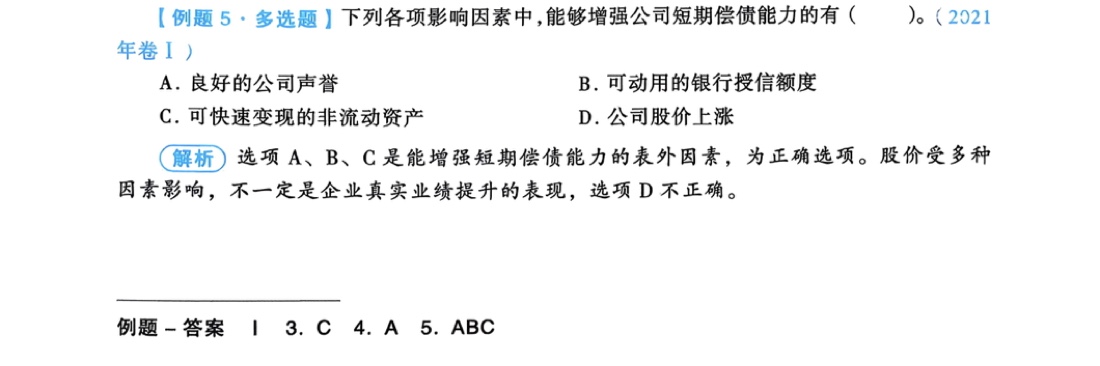 【例题 5·多选题】下列各项影响因素中,能够增强公司短期偿债能力的有（　　）。（2021
年卷Ⅰ）
A. 良好的公司声誉　　B. 可动用的银行授信额度
C. 可快速变现的非流动资产　　D. 公司股价上涨
解析 选项 A、B、C 是能增强短期偿债能力的表外因素，为正确选项。股价受多种
因素影响，不一定是企业真实业绩提升的表现，选项 D 不正确。
例题 – 答案　|　3. C　4. A　5. ABC